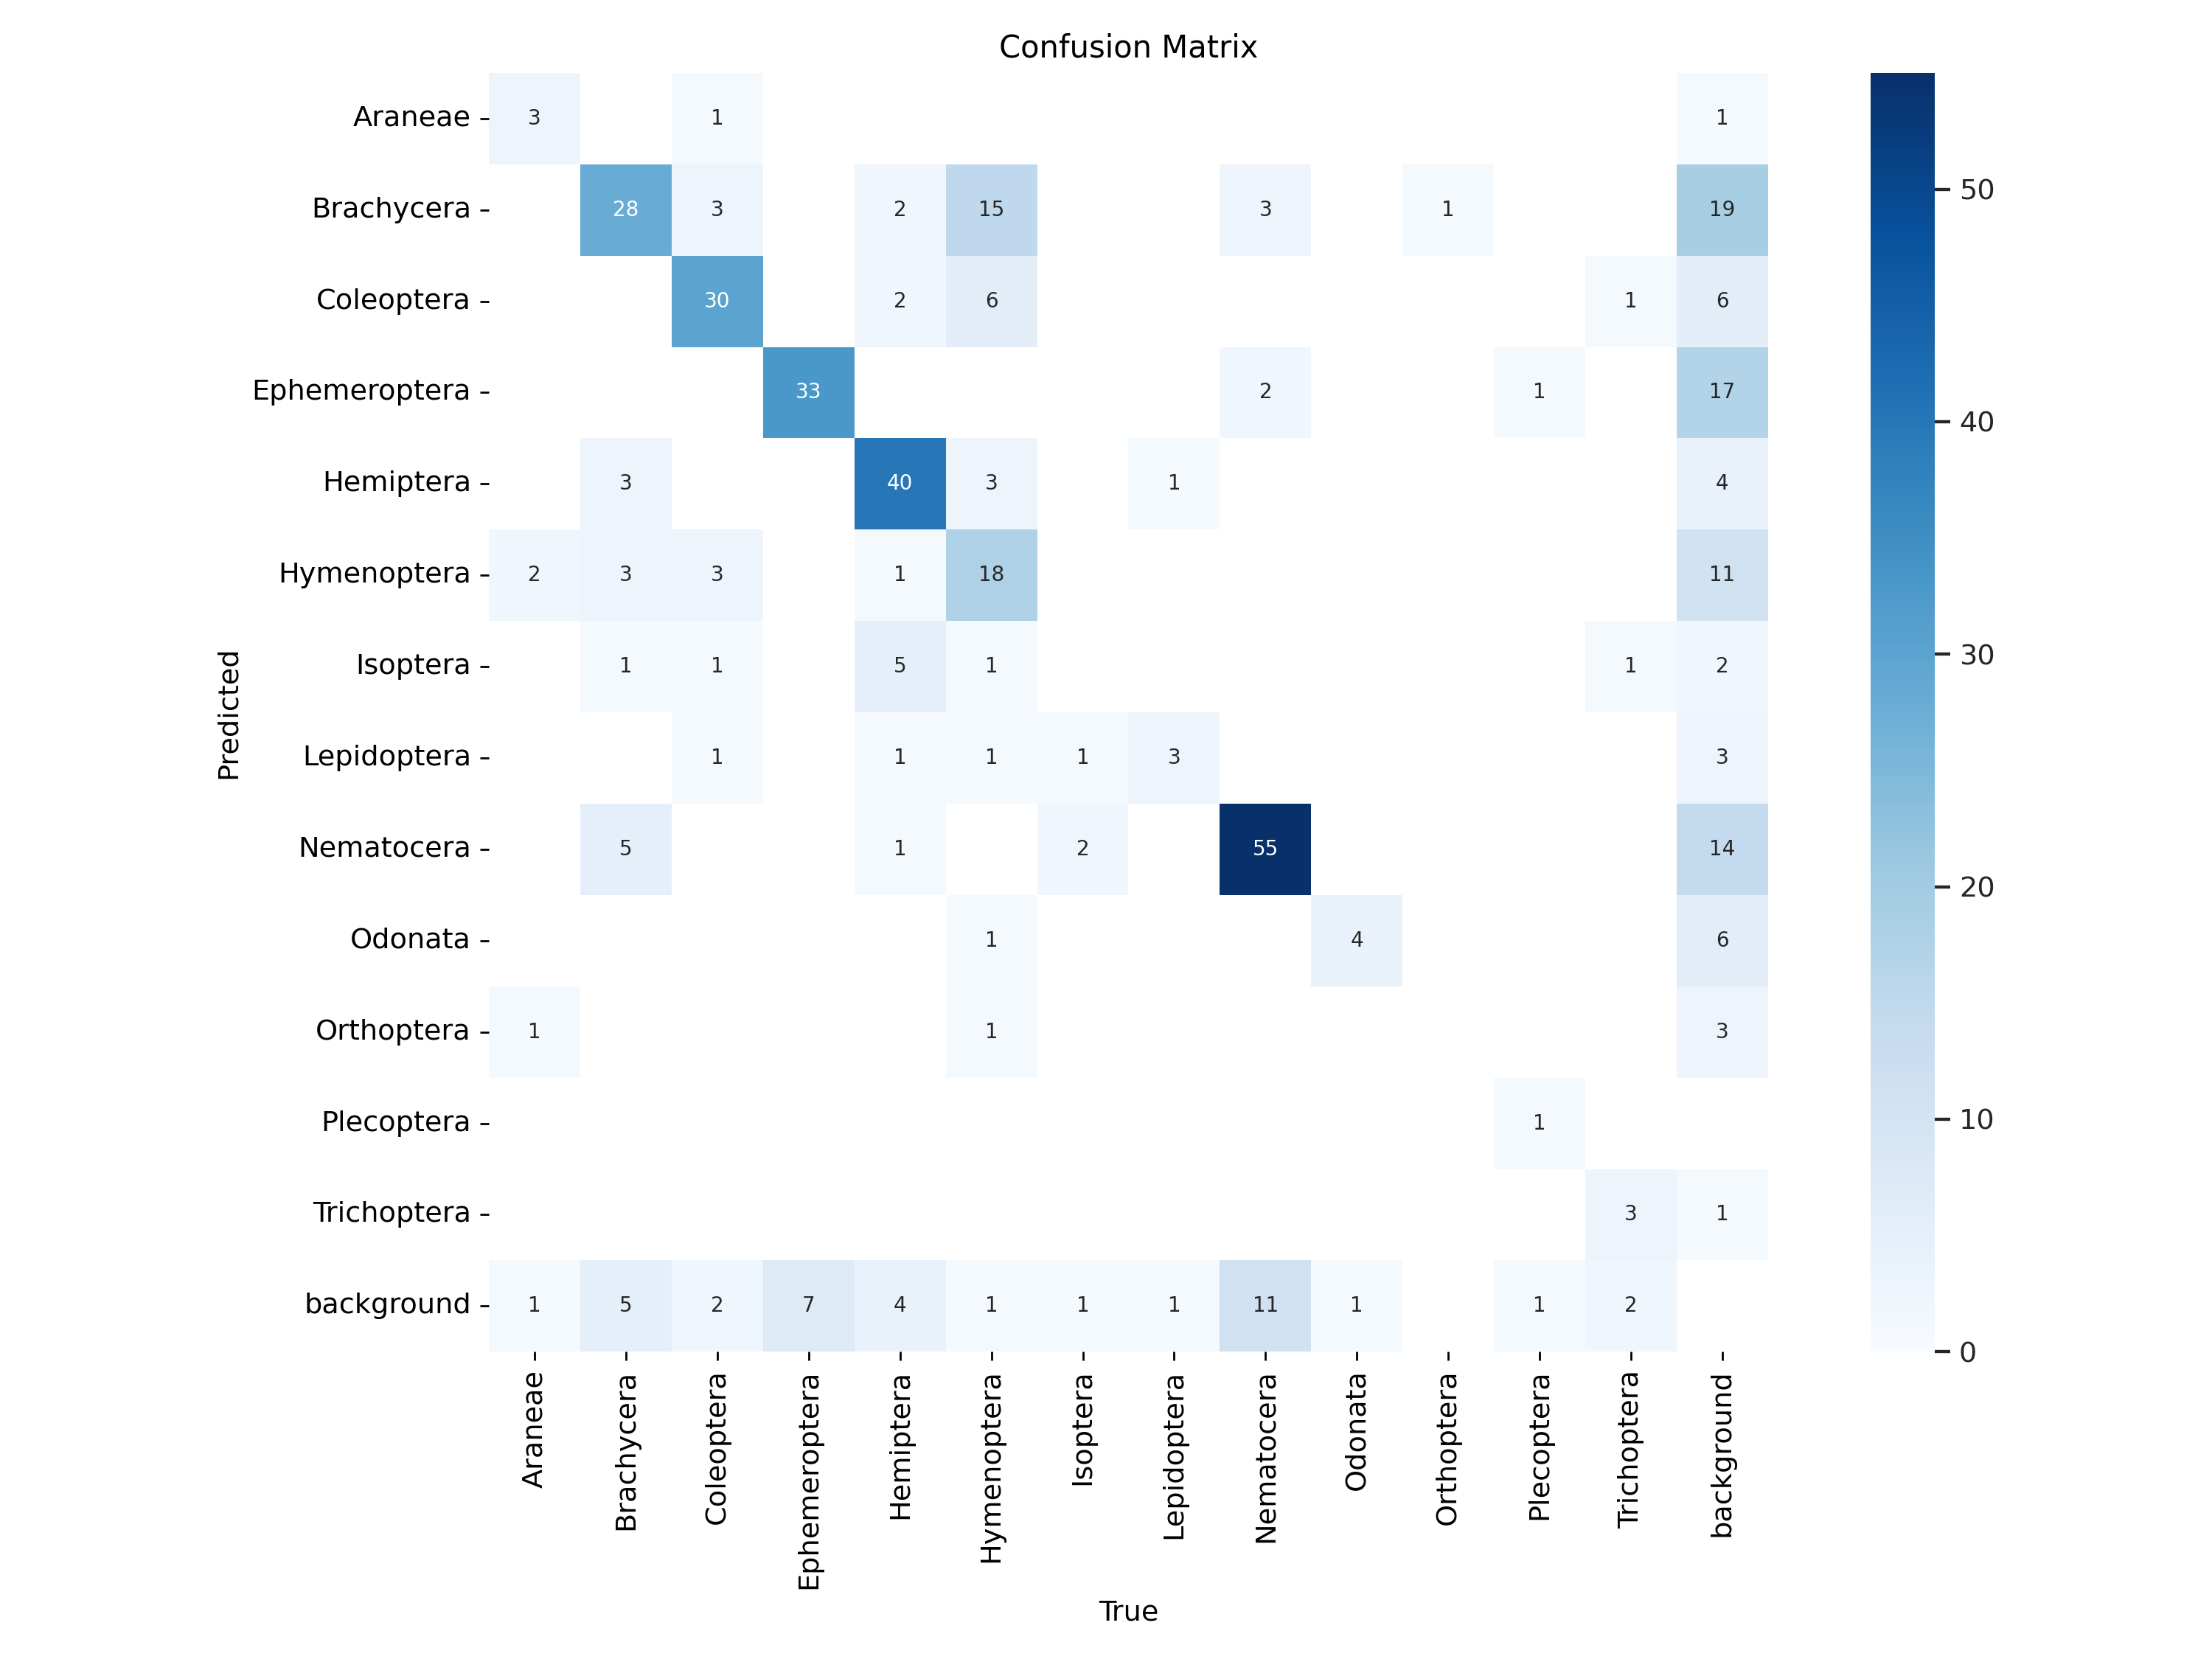 Confusion Matrix
Araneae 3 1 1
Brachycera 28 3 2 15 3 1 19
50
Coleoptera 30 2 6 1 6
Ephemeroptera 33 2 1 17
40
Hemiptera 3 40 3 1 4
Hymenoptera 2 3 3 1 18 11
Isoptera 1 1 5 1 1 2
30
Predicted
Lepidoptera 1 1 1 1 3 3
Nematocera 5 1 2 55 14
20
Odonata 1 4 6
Orthoptera 1 1 3
Plecoptera 1
10
Trichoptera 3 1
background 1 5 2 7 4 1 1 1 11 1 1 2
0
Araneae Brachycera Coleoptera Ephemeroptera Hemiptera Hymenoptera Isoptera Lepidoptera Nematocera Odonata Orthoptera Plecoptera Trichoptera background
True